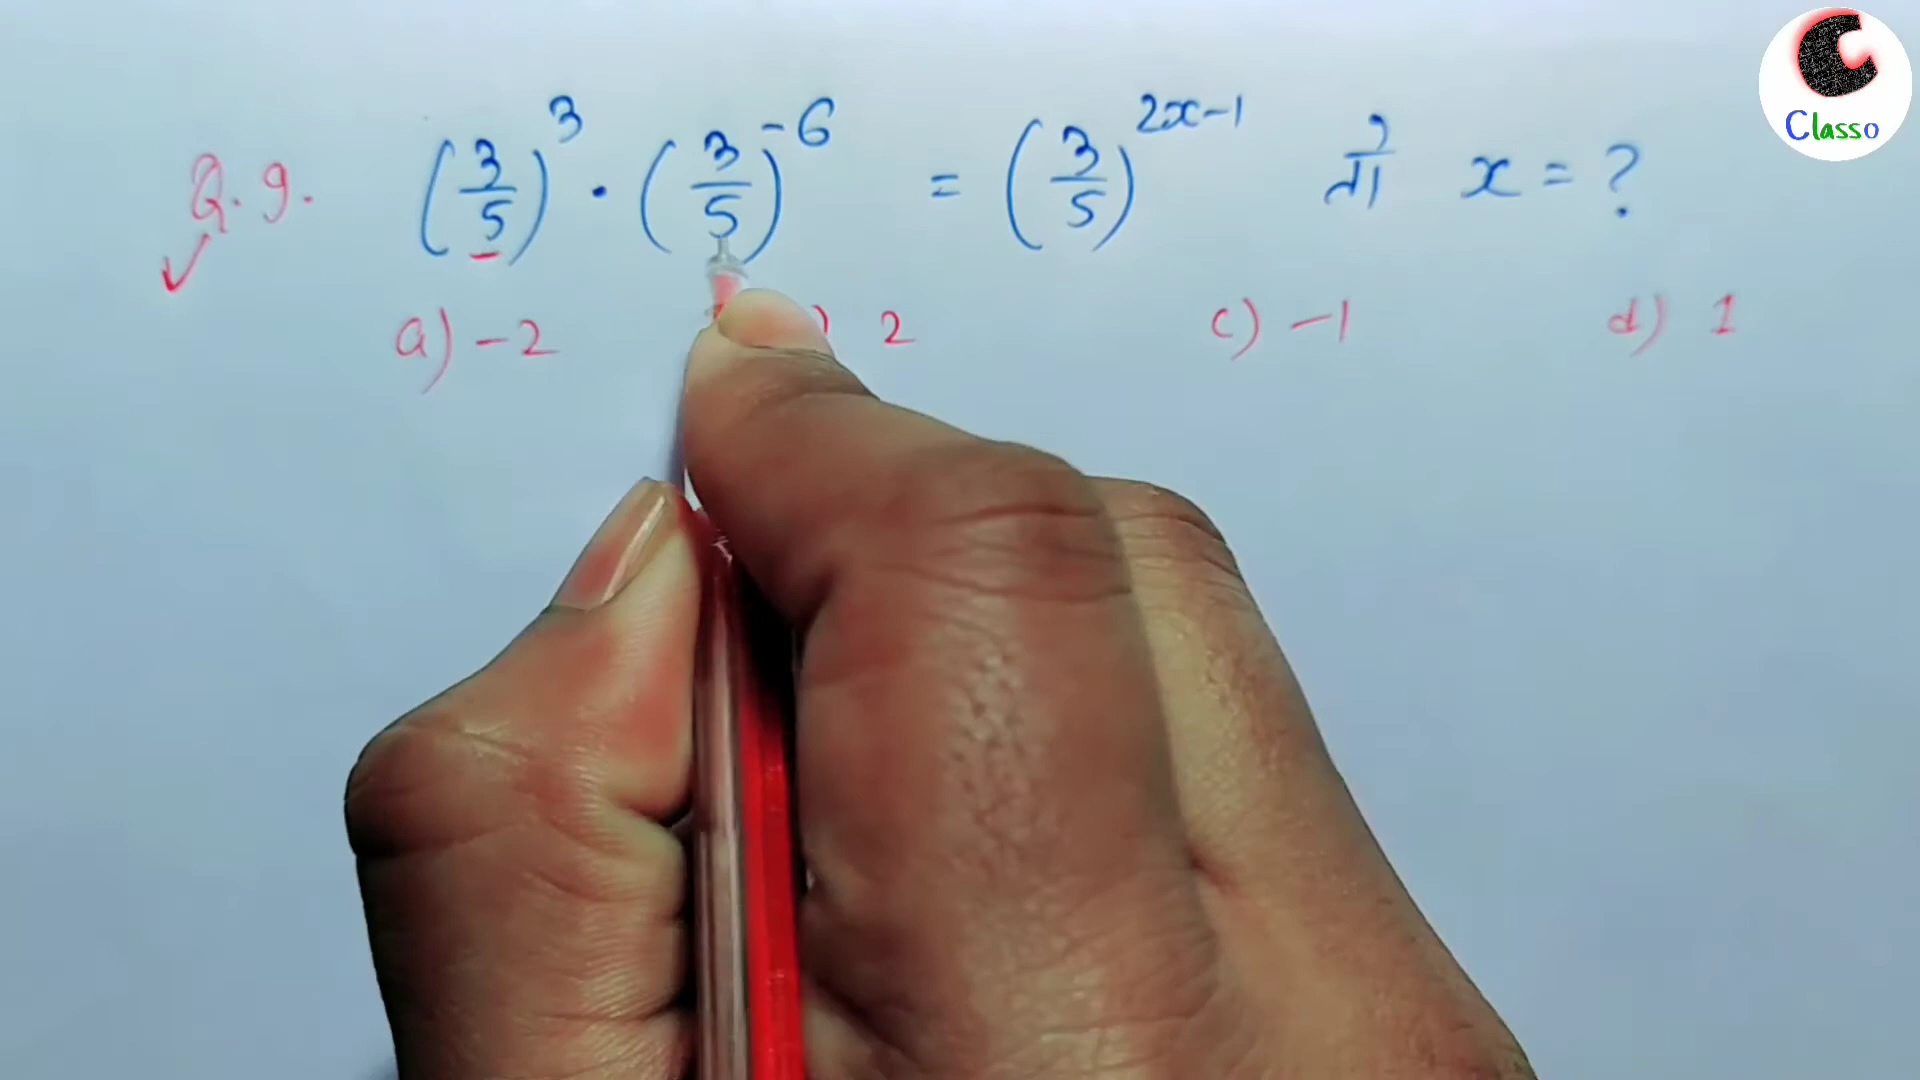 Q.9. (3/5)^3 · (3/5)^-6 = (3/5)^2x-1 तो x = ?
a) -2 ) 2 c) -1 d) 1
C
Classo